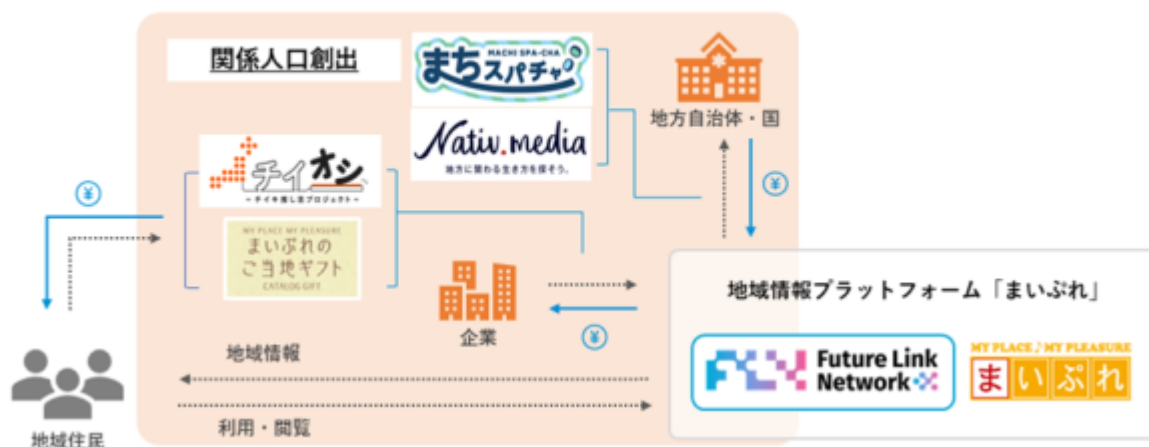 関係人口創出
MACHI SPA-CHA
まちスパチャ
Nativ.media
地方に関わる生き方を探そう。
地方自治体・国
チイオシ
~チイキ推し活プロジェクト~
MY PLACE MY PLEASURE
まいぷれの
ご当地ギフト
CATALOG GIFT
¥
¥
企業
¥
地域情報プラットフォーム「まいぷれ」
FLN
Future Link
Network
MY PLACE♪MY PLEASURE
まいぷれ
地域情報
利用・閲覧
地域住民